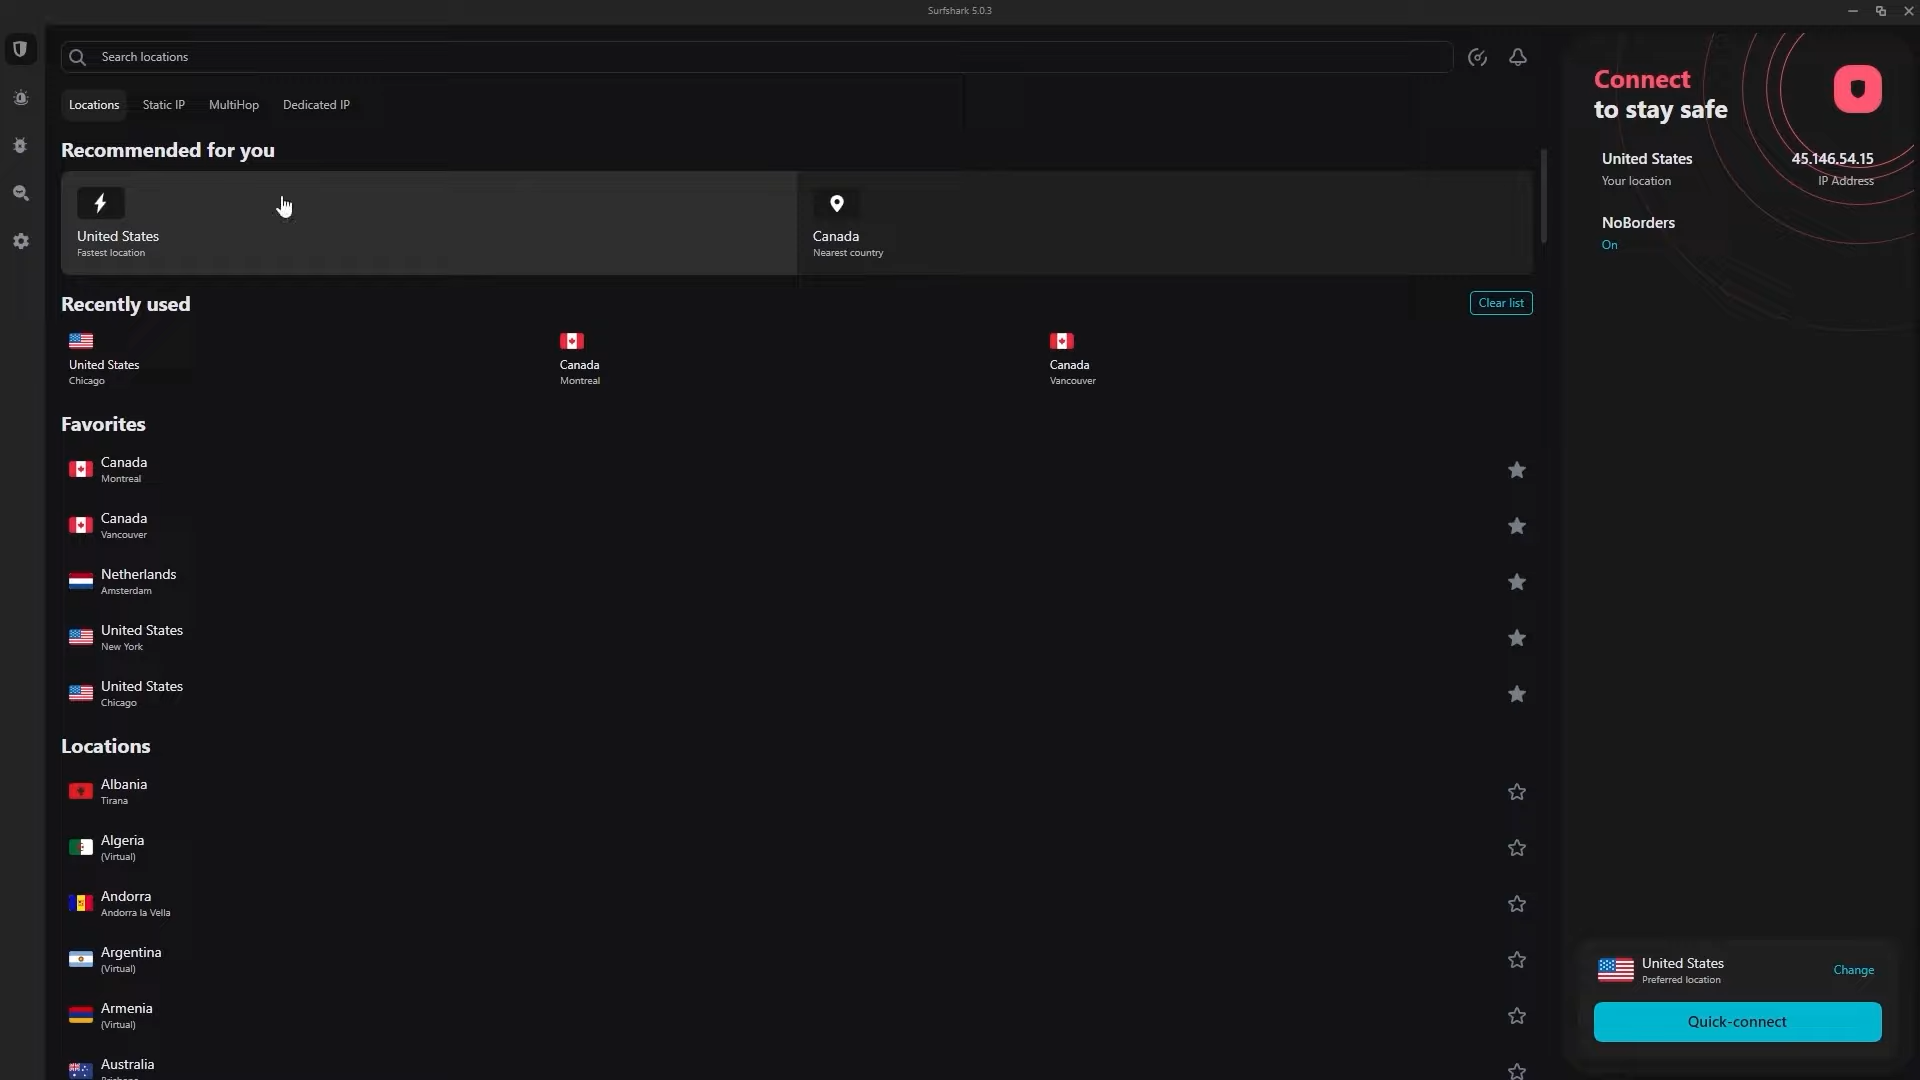 Surfshark 5.0.3
Search locations
Locations
Static IP
MultiHop
Dedicated IP
Recommended for you
United States
Fastest location
Canada
Nearest country
Recently used
Clear list
United States
Chicago
Canada
Montreal
Canada
Vancouver
Favorites
Canada
Montreal
Canada
Vancouver
Netherlands
Amsterdam
United States
New York
United States
Chicago
Locations
Albania
Tirana
Algeria
(Virtual)
Andorra
Andorra la Vella
Argentina
(Virtual)
Armenia
(Virtual)
Australia
Connect
to stay safe
United States
45.146.54.15
Your location
IP Address
NoBorders
On
United States
Preferred location
Change
Quick-connect